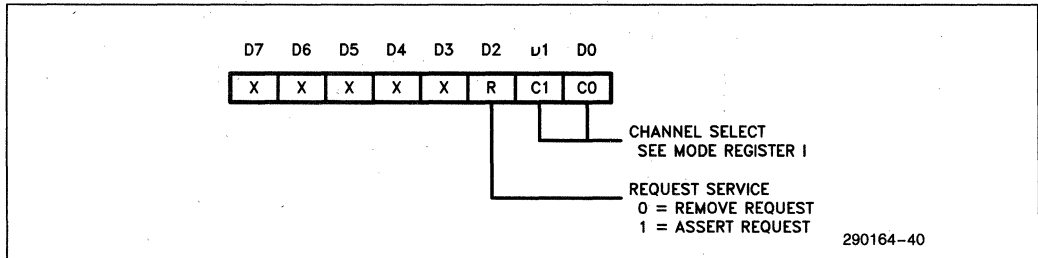 D7 D6 D5 D4 D3 D2 D1 D0
X X X X X R C1 C0
CHANNEL SELECT
SEE MODE REGISTER I
REQUEST SERVICE
0 = REMOVE REQUEST
1 = ASSERT REQUEST
290164-40